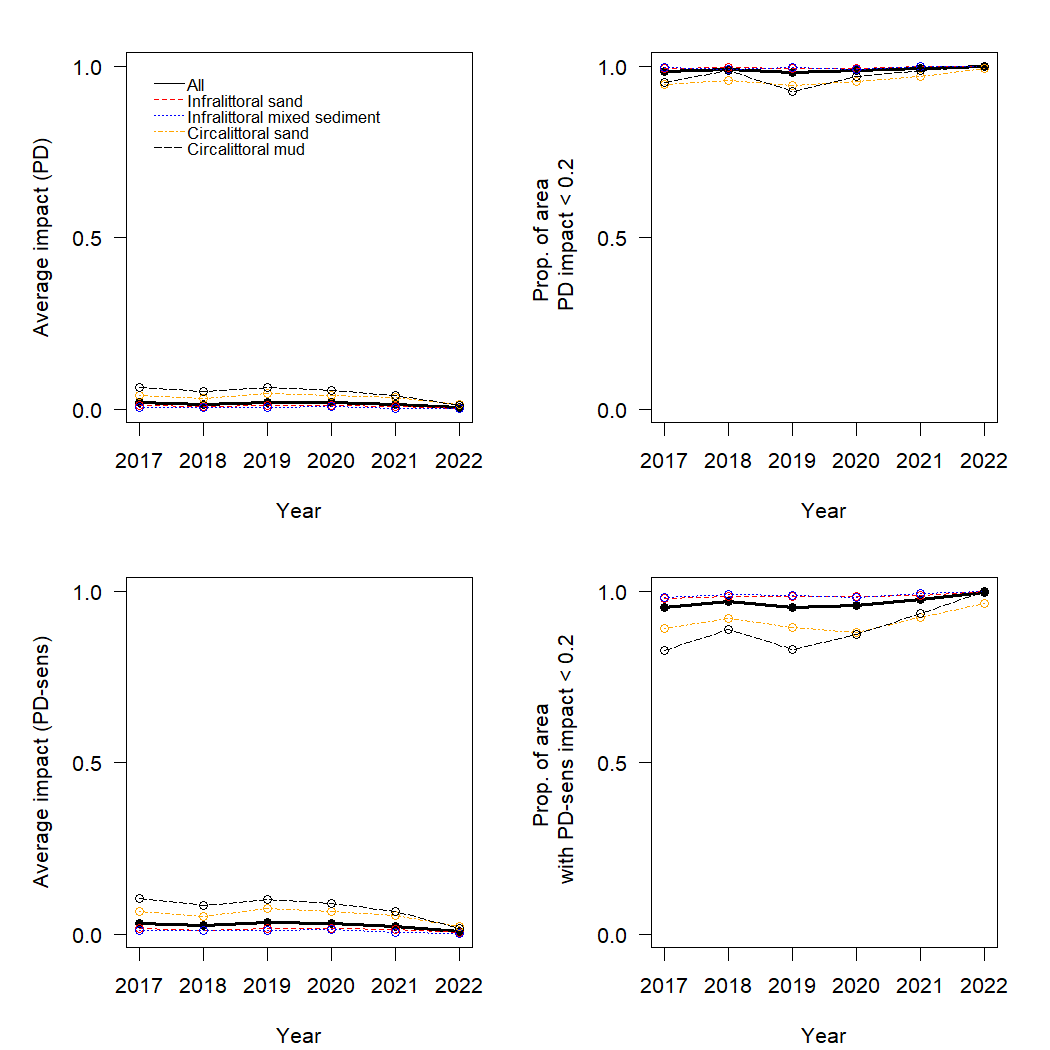 1.0
0.5
0.0
Average impact (PD)
All
Infralittoral sand
Infralittoral mixed sediment
Circalittoral sand
Circalittoral mud
2017 2018 2019 2020 2021 2022
Year
1.0
0.5
0.0
Prop. of area
PD impact < 0.2
2017 2018 2019 2020 2021 2022
Year
1.0
0.5
0.0
Average impact (PD-sens)
2017 2018 2019 2020 2021 2022
Year
1.0
0.5
0.0
Prop. of area
with PD-sens impact < 0.2
2017 2018 2019 2020 2021 2022
Year